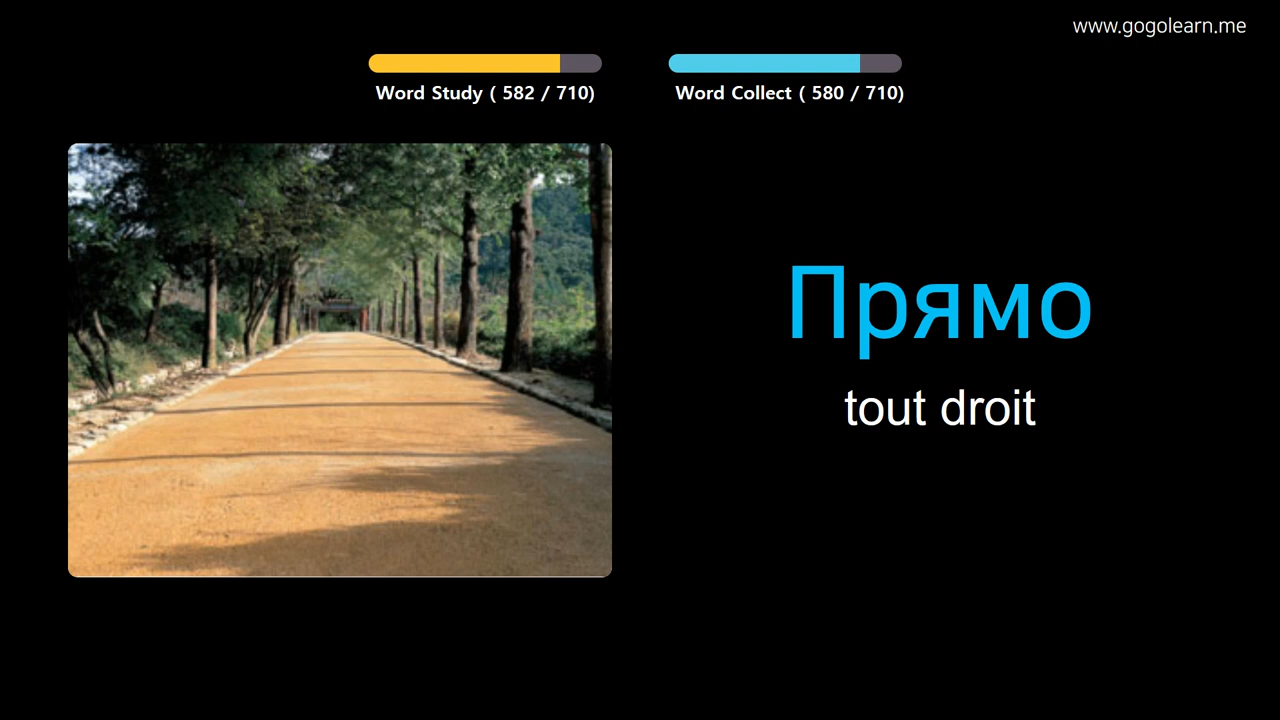 www.gogolearn.me
Word Study ( 582 / 710)
Word Collect ( 580 / 710)
Прямо
tout droit